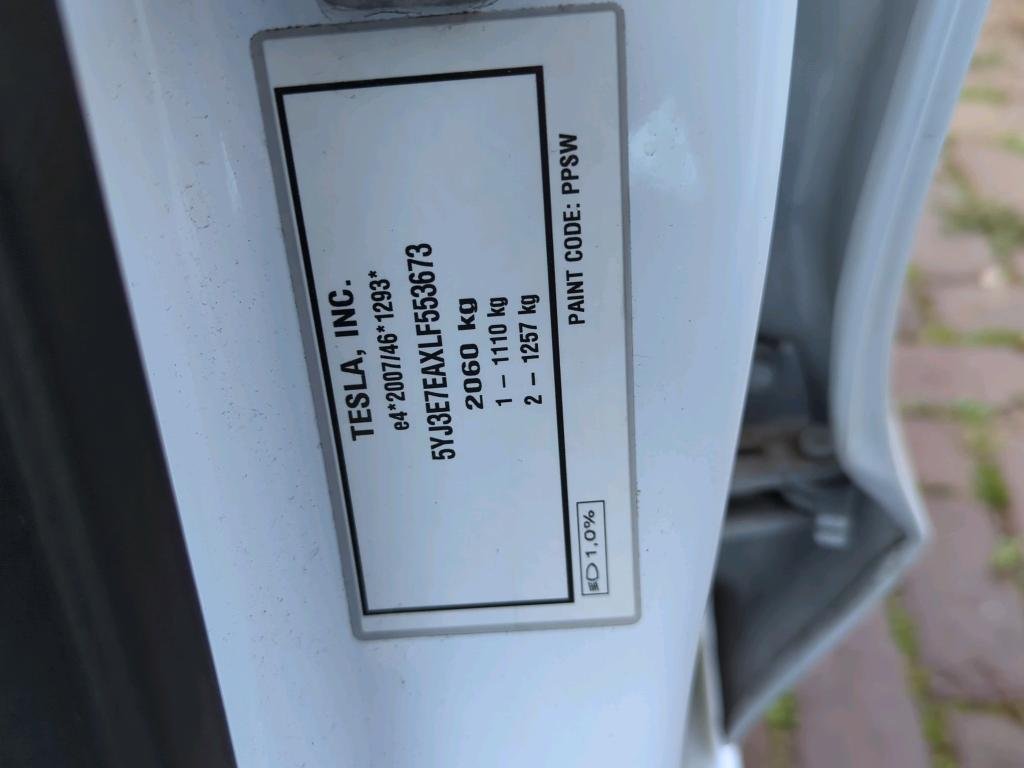 TESLA, INC.
e4*2007/46*1293*
5YJ3E7EAXLF553673
2060 kg
1 – 1110 kg
2 – 1257 kg
1,0%
PAINT CODE: PPSW